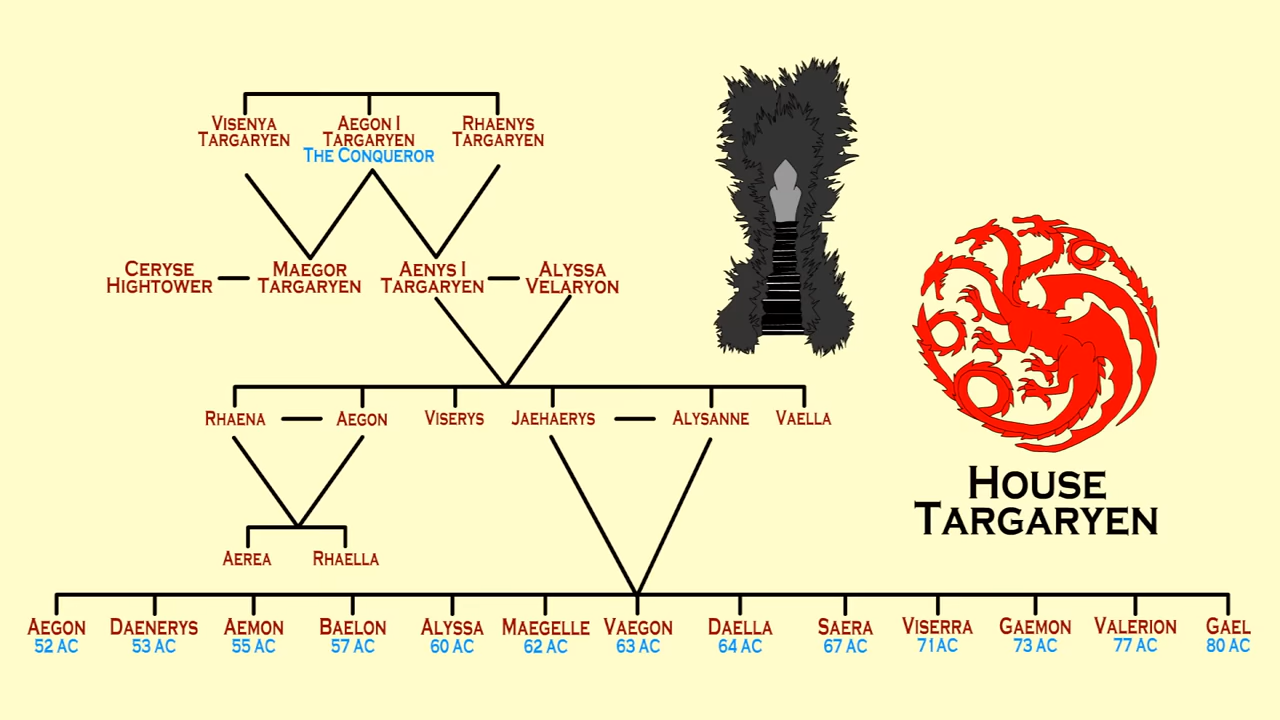 VISENYA
TARGARYEN
AEGON I
TARGARYEN
THE CONQUEROR
RHAENYS
TARGARYEN
CERYSE
HIGHTOWER
MAEGOR
TARGARYEN
AENYS I
TARGARYEN
ALYSSA
VELARYON
RHAENA
AEGON
VISERYS
JAEHAERYS
ALYSANNE
VAELLA
HOUSE
TARGARYEN
AEREA
RHAELLA
AEGON
52 AC
DAENERYS
53 AC
AEMON
55 AC
BAELON
57 AC
ALYSSA
60 AC
MAEGELLE
62 AC
VAEGON
63 AC
DAELLA
64 AC
SAERA
67 AC
VISERRA
71 AC
GAEMON
73 AC
VALERION
77 AC
GAEL
80 AC